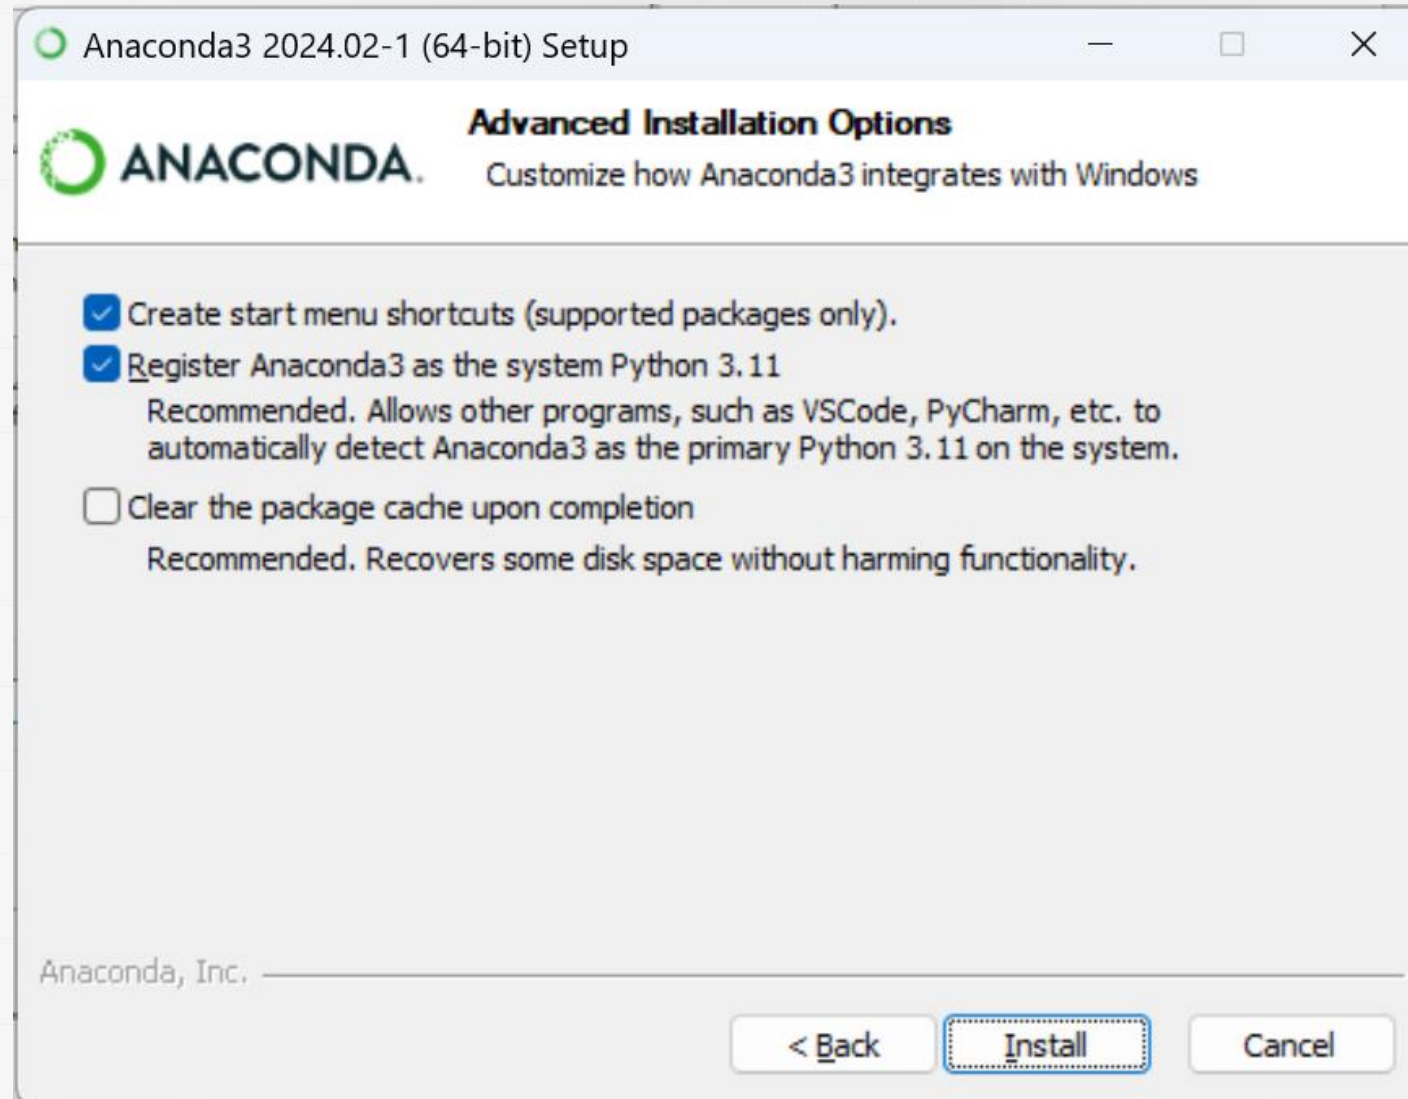 Anaconda3 2024.02-1 (64-bit) Setup
ANACONDA.
Advanced Installation Options
Customize how Anaconda3 integrates with Windows
Create start menu shortcuts (supported packages only).
Register Anaconda3 as the system Python 3.11
Recommended. Allows other programs, such as VSCode, PyCharm, etc. to
automatically detect Anaconda3 as the primary Python 3.11 on the system.
Clear the package cache upon completion
Recommended. Recovers some disk space without harming functionality.
Anaconda, Inc.
< Back
Install
Cancel